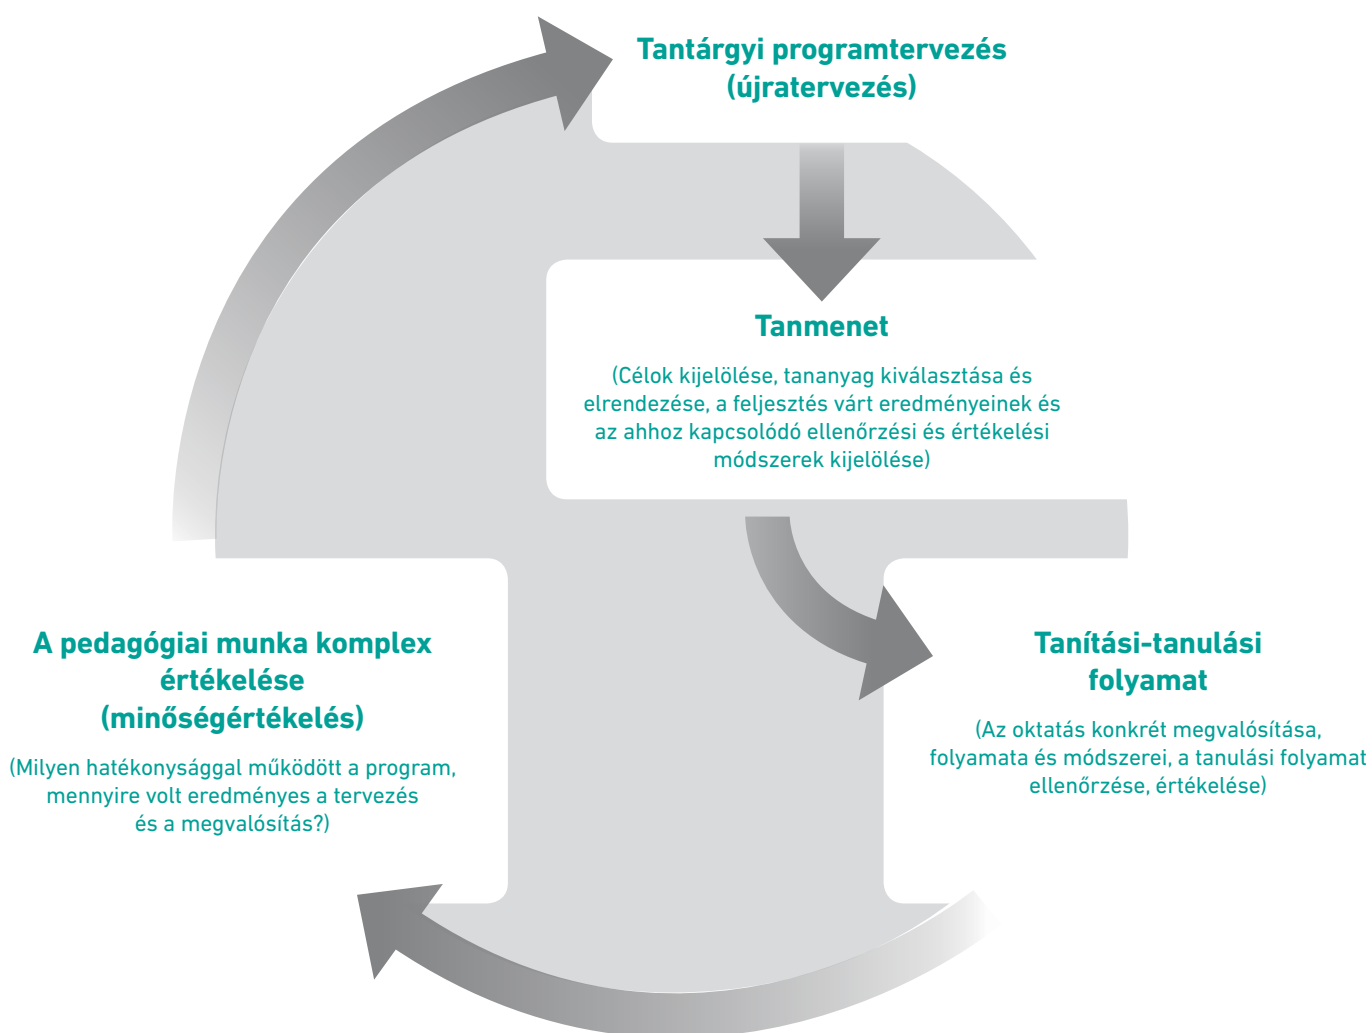 Tantárgyi programtervezés
(újratervezés)
Tanmenet
(Célok kijelölése, tananyag kiválasztása és
elrendezése, a feljesztés várt eredményeinek és
az ahhoz kapcsolódó ellenőrzési és értékelési
módszerek kijelölése)
Tanítási-tanulási
folyamat
(Az oktatás konkrét megvalósítása,
folyamata és módszerei, a tanulási folyamat
ellenőrzése, értékelése)
A pedagógiai munka komplex
értékelése
(minőségértékelés)
(Milyen hatékonysággal működött a program,
mennyire volt eredményes a tervezés
és a megvalósítás?)